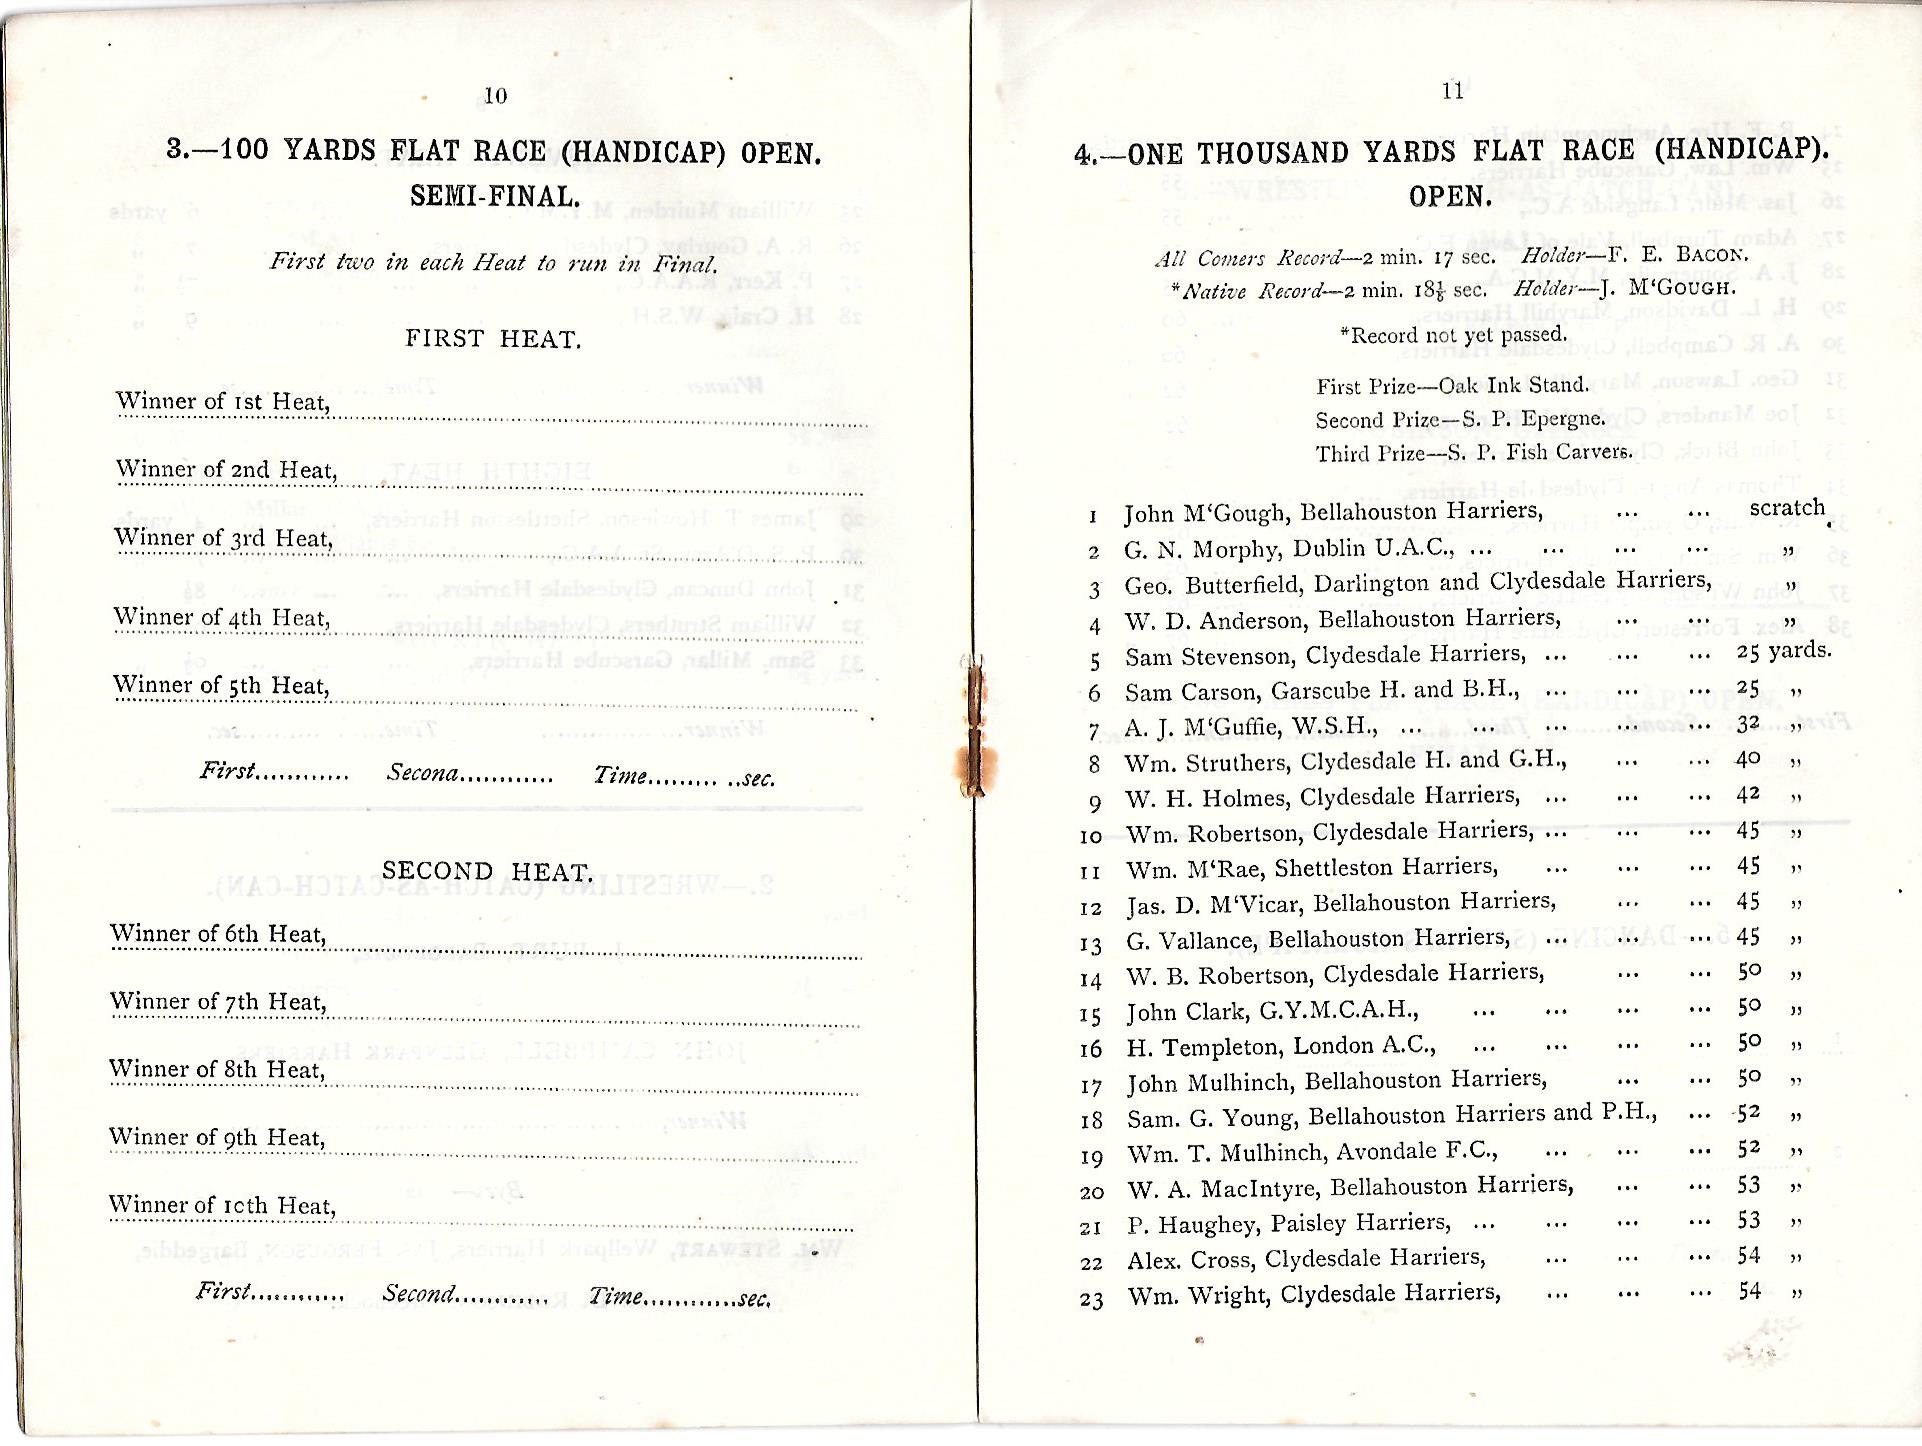 10
3.—100 YARDS FLAT RACE (HANDICAP) OPEN.
SEMI-FINAL.
First two in each Heat to run in Final.
FIRST HEAT.
Winner of 1st Heat,
Winner of 2nd Heat,
Winner of 3rd Heat,
Winner of 4th Heat,
Winner of 5th Heat,
First............ Second............ Time......... ..sec.
SECOND HEAT.
Winner of 6th Heat,
Winner of 7th Heat,
Winner of 8th Heat,
Winner of 9th Heat,
Winner of 10th Heat,
First............ Second............ Time............sec.
11
4.—ONE THOUSAND YARDS FLAT RACE (HANDICAP).
OPEN.
All Comers Record—2 min. 17 sec. Holder—F. E. BACON.
*Native Record—2 min. 18⅕ sec. Holder—J. M‘GOUGH.
*Record not yet passed.
First Prize—Oak Ink Stand.
Second Prize—S. P. Epergne.
Third Prize—S. P. Fish Carvers.
1 John M‘Gough, Bellahouston Harriers, ... ... scratch
2 G. N. Morphy, Dublin U.A.C., ... ... ... ... „
3 Geo. Butterfield, Darlington and Clydesdale Harriers, „
4 W. D. Anderson, Bellahouston Harriers, ... ... „
5 Sam Stevenson, Clydesdale Harriers, ... ... ... 25 yards.
6 Sam Carson, Garscube H. and B.H., ... ... ... 25 „
7 A. J. M‘Guffie, W.S.H., ... ... ... ... ... 32 „
8 Wm. Struthers, Clydesdale H. and G.H., ... ... 40 „
9 W. H. Holmes, Clydesdale Harriers, ... ... ... 42 „
10 Wm. Robertson, Clydesdale Harriers, ... ... ... 45 „
11 Wm. M‘Rae, Shettleston Harriers, ... ... ... 45 „
12 Jas. D. M‘Vicar, Bellahouston Harriers, ... ... 45 „
13 G. Vallance, Bellahouston Harriers, ... ... ... 45 „
14 W. B. Robertson, Clydesdale Harriers, ... ... 50 „
15 John Clark, G.Y.M.C.A.H., ... ... ... ... 50 „
16 H. Templeton, London A.C., ... ... ... ... 50 „
17 John Mulhinch, Bellahouston Harriers, ... ... 50 „
18 Sam. G. Young, Bellahouston Harriers and P.H., ... 52 „
19 Wm. T. Mulhinch, Avondale F.C., ... ... ... 52 „
20 W. A. MacIntyre, Bellahouston Harriers, ... ... 53 „
21 P. Haughey, Paisley Harriers, ... ... ... ... 53 „
22 Alex. Cross, Clydesdale Harriers, ... ... ... 54 „
23 Wm. Wright, Clydesdale Harriers, ... ... ... 54 „